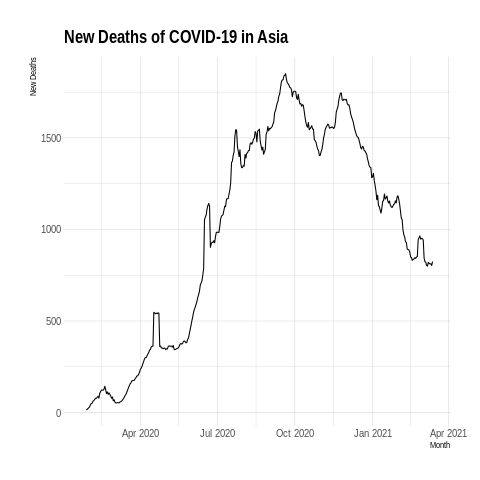 New Deaths of COVID-19 in Asia
New Deaths
1500
1000
500
0
Apr 2020 Jul 2020 Oct 2020 Jan 2021 Apr 2021
Month